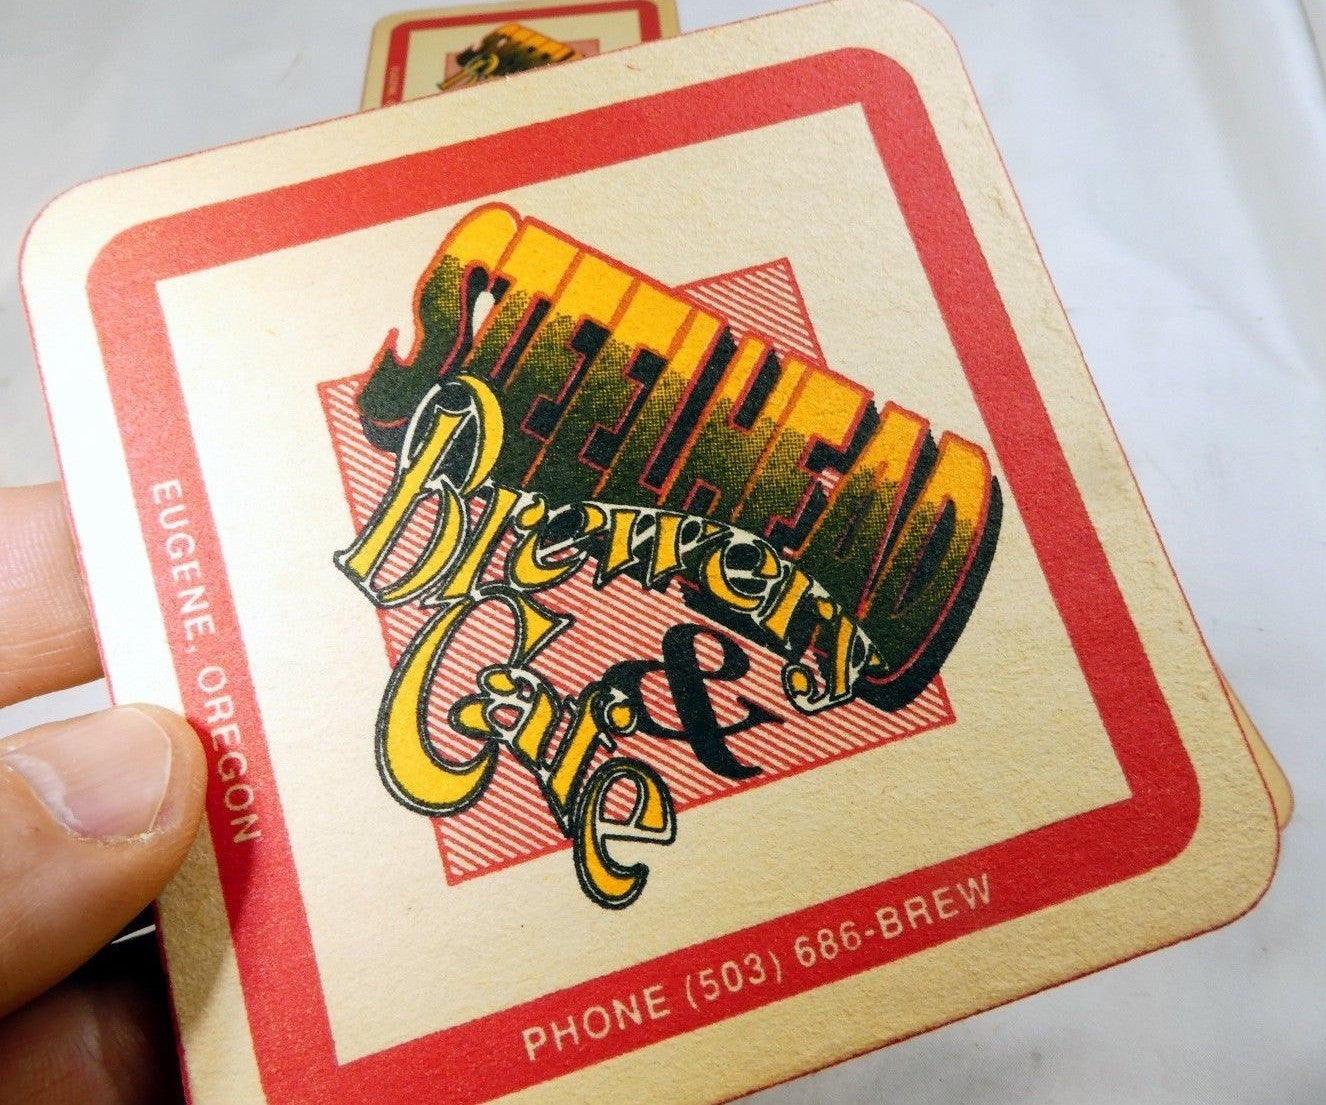 STEELHEAD
Brewery
& Cafe
EUGENE, OREGON
PHONE (503) 686-BREW